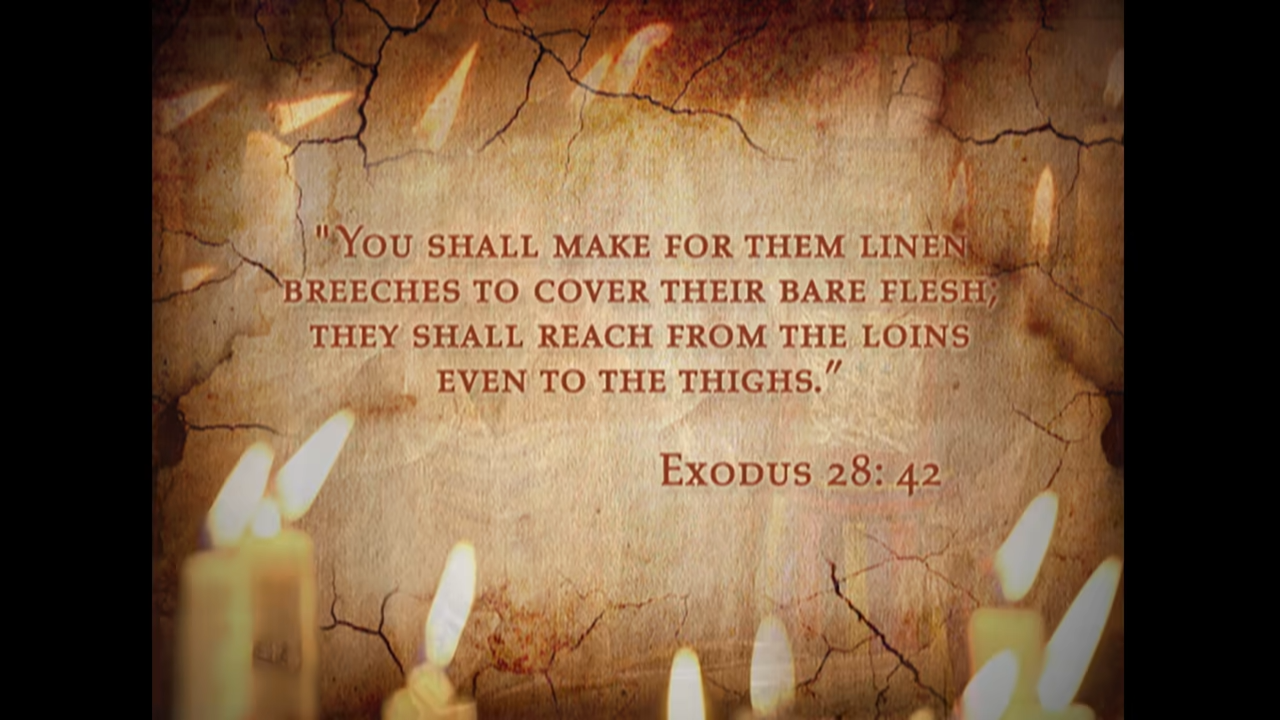 "You shall make for them linen
breeches to cover their bare flesh;
they shall reach from the loins
even to the thighs.”
Exodus 28: 42